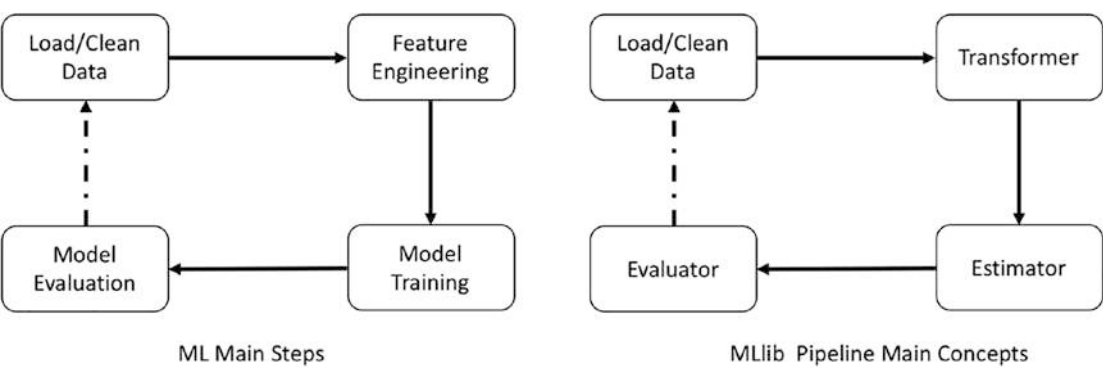 Load/Clean
Data
Feature
Engineering
Model
Evaluation
Model
Training
ML Main Steps
Load/Clean
Data
Transformer
Evaluator
Estimator
MLlib Pipeline Main Concepts